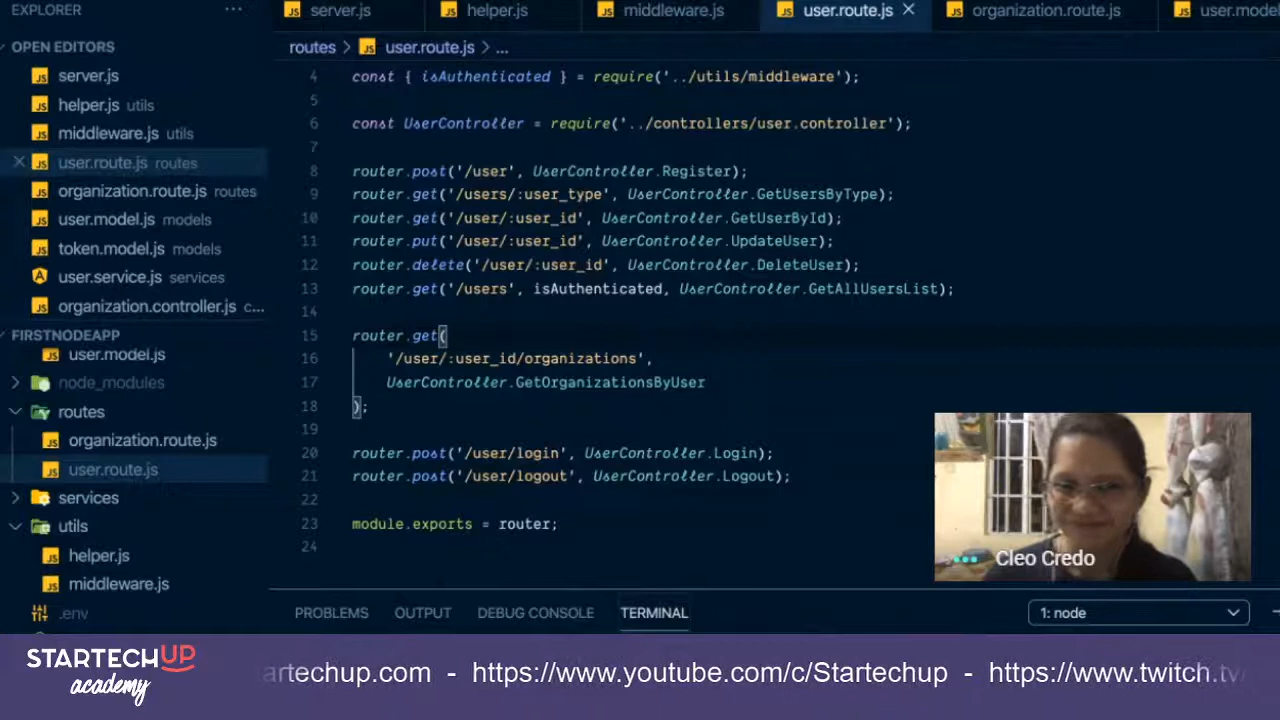 EXPLORER
...
server.js
helper.js
middleware.js
user.route.js
organization.route.js
user.model
OPEN EDITORS
server.js
helper.js utils
middleware.js utils
user.route.js routes
organization.route.js routes
user.model.js models
token.model.js models
user.service.js services
organization.controller.js c...
FIRSTNODEAPP
user.model.js
node_modules
routes
organization.route.js
user.route.js
services
utils
helper.js
middleware.js
.env
routes > user.route.js > ...
4 const { isAuthenticated } = require('../utils/middleware');
5
6 const UserController = require('../controllers/user.controller');
7
8 router.post('/user', UserController.Register);
9 router.get('/users/:user_type', UserController.GetUsersByType);
10 router.get('/user/:user_id', UserController.GetUserById);
11 router.put('/user/:user_id', UserController.UpdateUser);
12 router.delete('/user/:user_id', UserController.DeleteUser);
13 router.get('/users', isAuthenticated, UserController.GetAllUsersList);
14
15 router.get(
16 '/user/:user_id/organizations',
17 UserController.GetOrganizationsByUser
18 );
19
20 router.post('/user/login', UserController.Login);
21 router.post('/user/logout', UserController.Logout);
22
23 module.exports = router;
24
Cleo Credo
PROBLEMS
OUTPUT
DEBUG CONSOLE
TERMINAL
1: node
STARTECHUP
academy
startechup.com - https://www.youtube.com/c/Startechup - https://www.twitch.tv/